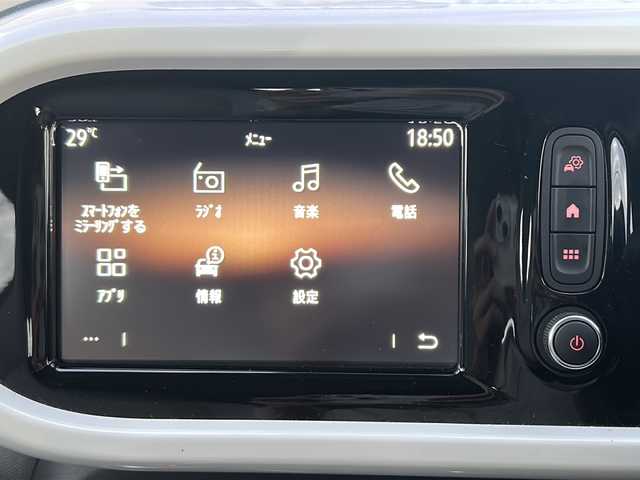 29℃ メニュー 18:50
スマートフォンを
ミラーリングする
ラジオ
音楽
電話
アプリ
情報
設定